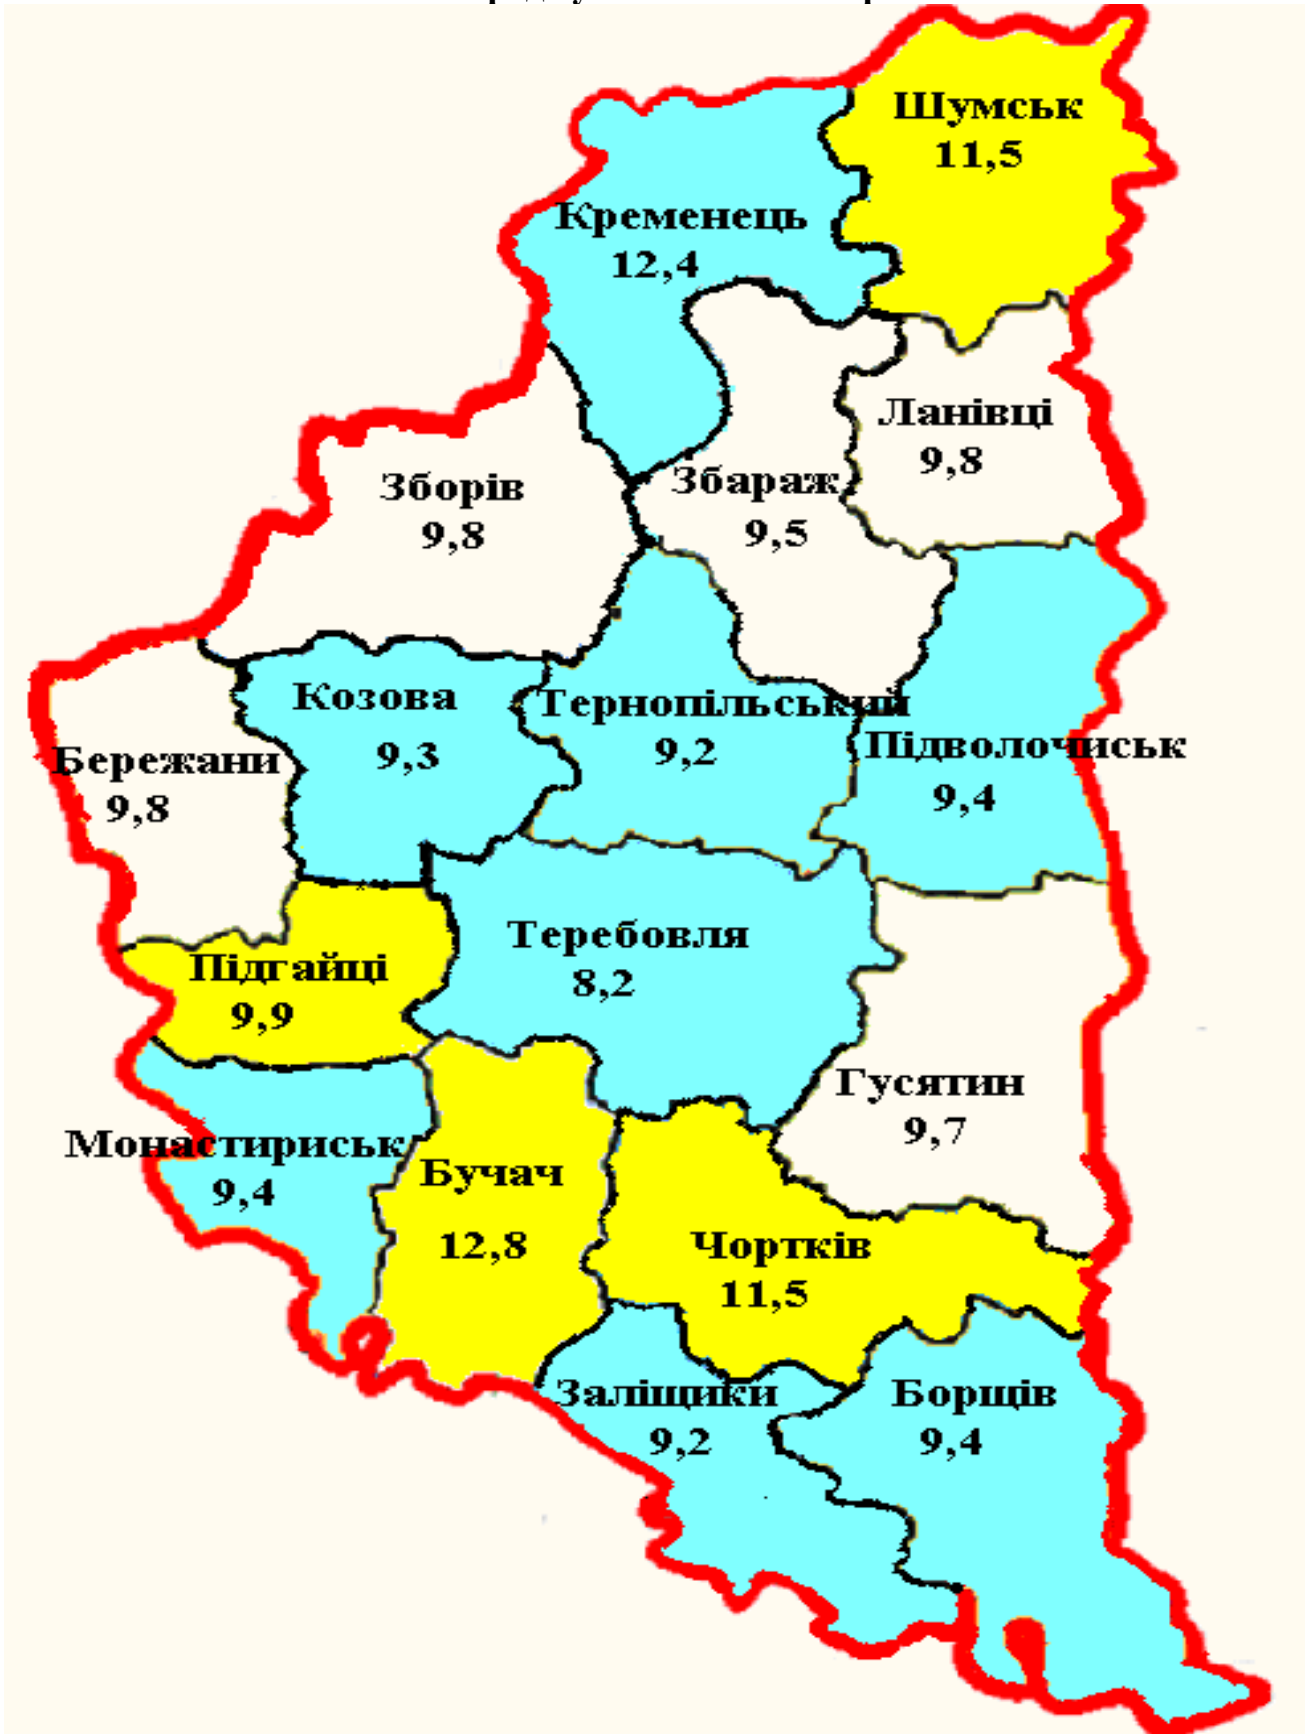 Шумськ
11,5
Кременець
12,4
Ланівці
9,8
Збараж
9,5
Зборів
9,8
Козова
9,3
Тернопільський
9,2
Підволочиськ
9,4
Бережани
9,8
Теребовля
8,2
Підгайці
9,9
Гусятин
9,7
Монастириськ
9,4
Бучач
12,8
Чортків
11,5
Заліщики
9,2
Борщів
9,4